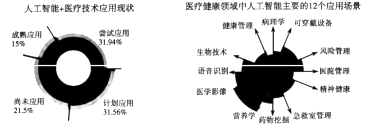 人工智能+医疗技术应用现状
成熟应用
15%
尝试应用
31.94%
尚未应用
21.5%
计划应用
31.56%
医疗健康领域中人工智能主要的12个应用场景
病理学
健康管理
可穿戴设备
生物技术
风险管理
语音识别
医院管理
医学影像
精神健康
营养学
药物挖掘
急救室管理